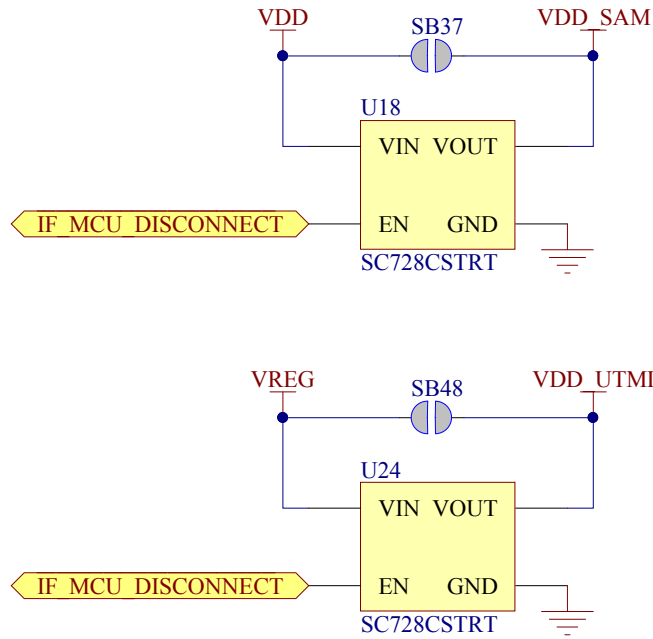 VDD
SB37
VDD_SAM
U18
VIN VOUT
IF_MCU_DISCONNECT
EN GND
SC728CSTRT
VREG
SB48
VDD_UTMI
U24
VIN VOUT
IF_MCU_DISCONNECT
EN GND
SC728CSTRT